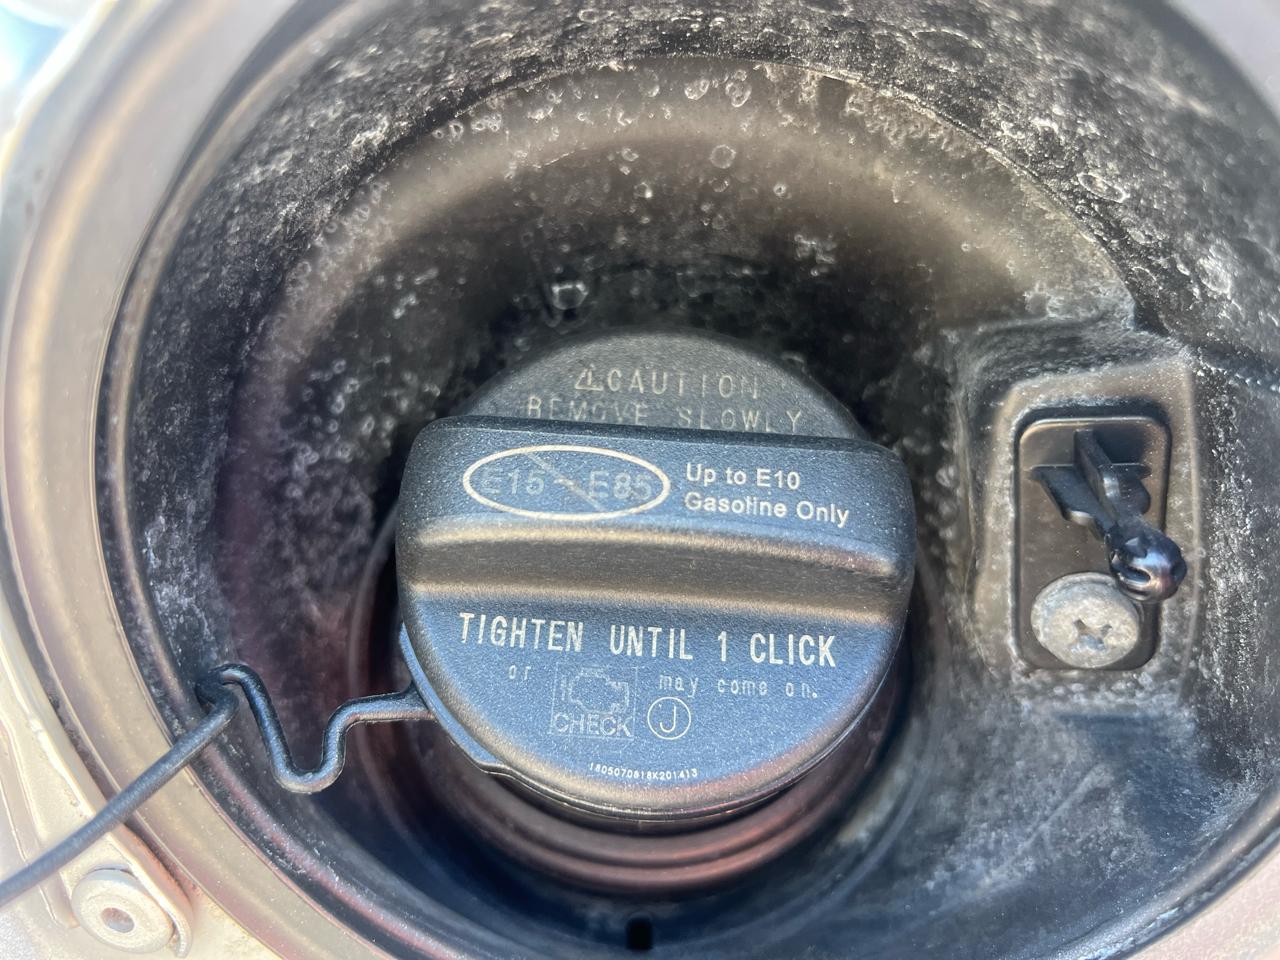 ⚠CAUTION
REMOVE SLOWLY
E15 - E85
Up to E10
Gasoline Only
TIGHTEN UNTIL 1 CLICK
or CHECK may come on.
J
1805070818K201413